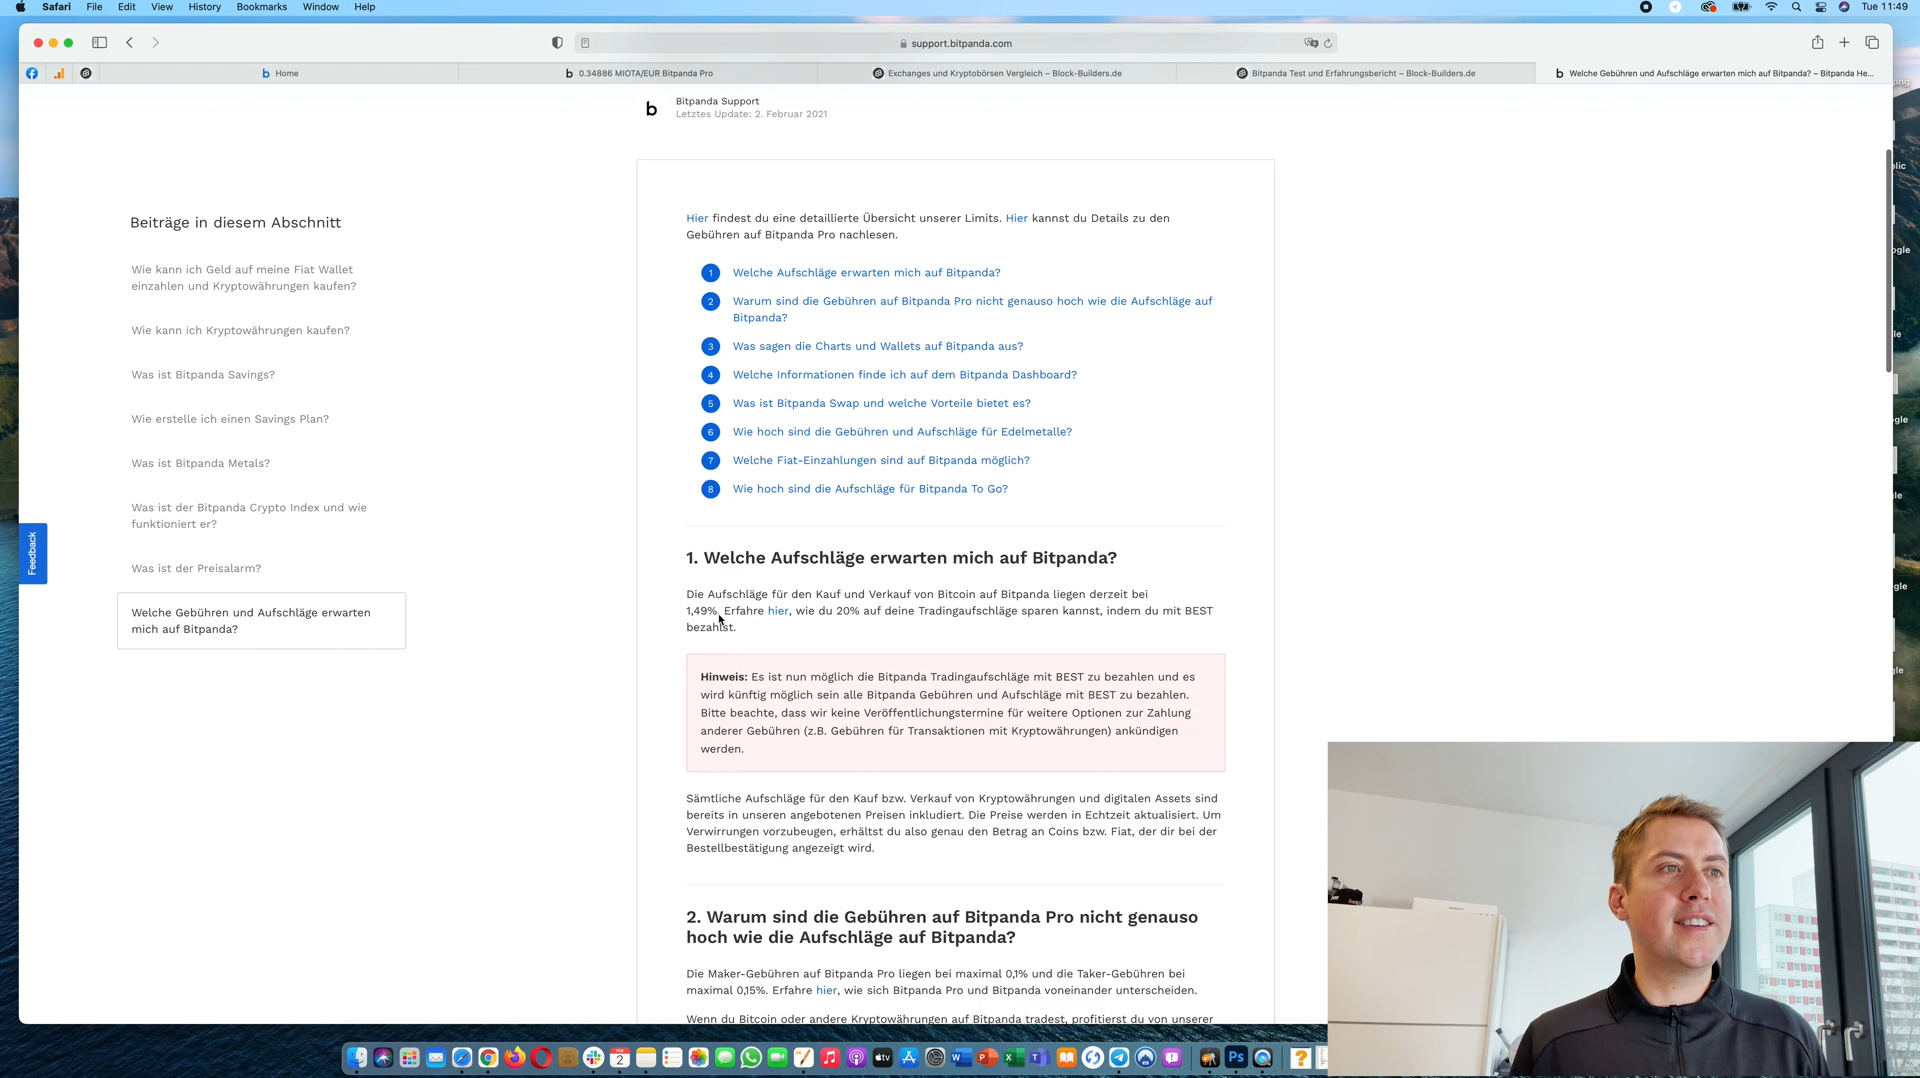 Safari File Edit View History Bookmarks Window Help Tue 11:49
support.bitpanda.com
Home
0.34886 MIOTA/EUR Bitpanda Pro
Exchanges und Kryptobörsen Vergleich – Block-Builders.de
Bitpanda Test und Erfahrungsbericht – Block-Builders.de
Welche Gebühren und Aufschläge erwarten mich auf Bitpanda? – Bitpanda He...
Bitpanda Support
Letztes Update: 2. Februar 2021
Beiträge in diesem Abschnitt
Wie kann ich Geld auf meine Fiat Wallet
einzahlen und Kryptowährungen kaufen?
Wie kann ich Kryptowährungen kaufen?
Was ist Bitpanda Savings?
Wie erstelle ich einen Savings Plan?
Was ist Bitpanda Metals?
Was ist der Bitpanda Crypto Index und wie
funktioniert er?
Was ist der Preisalarm?
Welche Gebühren und Aufschläge erwarten
mich auf Bitpanda?
Feedback
Hier findest du eine detaillierte Übersicht unserer Limits. Hier kannst du Details zu den
Gebühren auf Bitpanda Pro nachlesen.
1 Welche Aufschläge erwarten mich auf Bitpanda?
2 Warum sind die Gebühren auf Bitpanda Pro nicht genauso hoch wie die Aufschläge auf
Bitpanda?
3 Was sagen die Charts und Wallets auf Bitpanda aus?
4 Welche Informationen finde ich auf dem Bitpanda Dashboard?
5 Was ist Bitpanda Swap und welche Vorteile bietet es?
6 Wie hoch sind die Gebühren und Aufschläge für Edelmetalle?
7 Welche Fiat-Einzahlungen sind auf Bitpanda möglich?
8 Wie hoch sind die Aufschläge für Bitpanda To Go?
1. Welche Aufschläge erwarten mich auf Bitpanda?
Die Aufschläge für den Kauf und Verkauf von Bitcoin auf Bitpanda liegen derzeit bei
1,49%. Erfahre hier, wie du 20% auf deine Tradingaufschläge sparen kannst, indem du mit BEST
bezahlst.
Hinweis: Es ist nun möglich die Bitpanda Tradingaufschläge mit BEST zu bezahlen und es
wird künftig möglich sein alle Bitpanda Gebühren und Aufschläge mit BEST zu bezahlen.
Bitte beachte, dass wir keine Veröffentlichungstermine für weitere Optionen zur Zahlung
anderer Gebühren (z.B. Gebühren für Transaktionen mit Kryptowährungen) ankündigen
werden.
Sämtliche Aufschläge für den Kauf bzw. Verkauf von Kryptowährungen und digitalen Assets sind
bereits in unseren angebotenen Preisen inkludiert. Die Preise werden in Echtzeit aktualisiert. Um
Verwirrungen vorzubeugen, erhältst du also genau den Betrag an Coins bzw. Fiat, der dir bei der
Bestellbestätigung angezeigt wird.
2. Warum sind die Gebühren auf Bitpanda Pro nicht genauso
hoch wie die Aufschläge auf Bitpanda?
Die Maker-Gebühren auf Bitpanda Pro liegen bei maximal 0,1% und die Taker-Gebühren bei
maximal 0,15%. Erfahre hier, wie sich Bitpanda Pro und Bitpanda voneinander unterscheiden.
Wenn du Bitcoin oder andere Kryptowährungen auf Bitpanda tradest, profitierst du von unserer